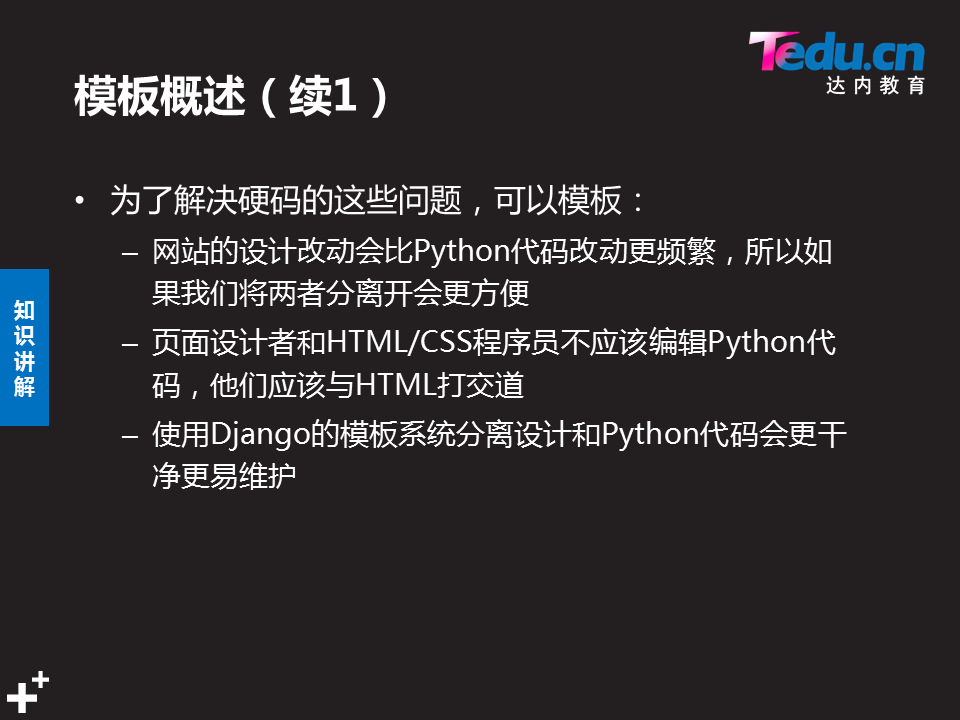 Tedu.cn
达内教育
模板概述（续1）
• 为了解决硬码的这些问题，可以模板：
– 网站的设计改动会比Python代码改动更频繁，所以如
果我们将两者分离开会更方便
– 页面设计者和HTML/CSS程序员不应该编辑Python代
码，他们应该与HTML打交道
– 使用Django的模板系统分离设计和Python代码会更干
净更易维护
知
识
讲
解